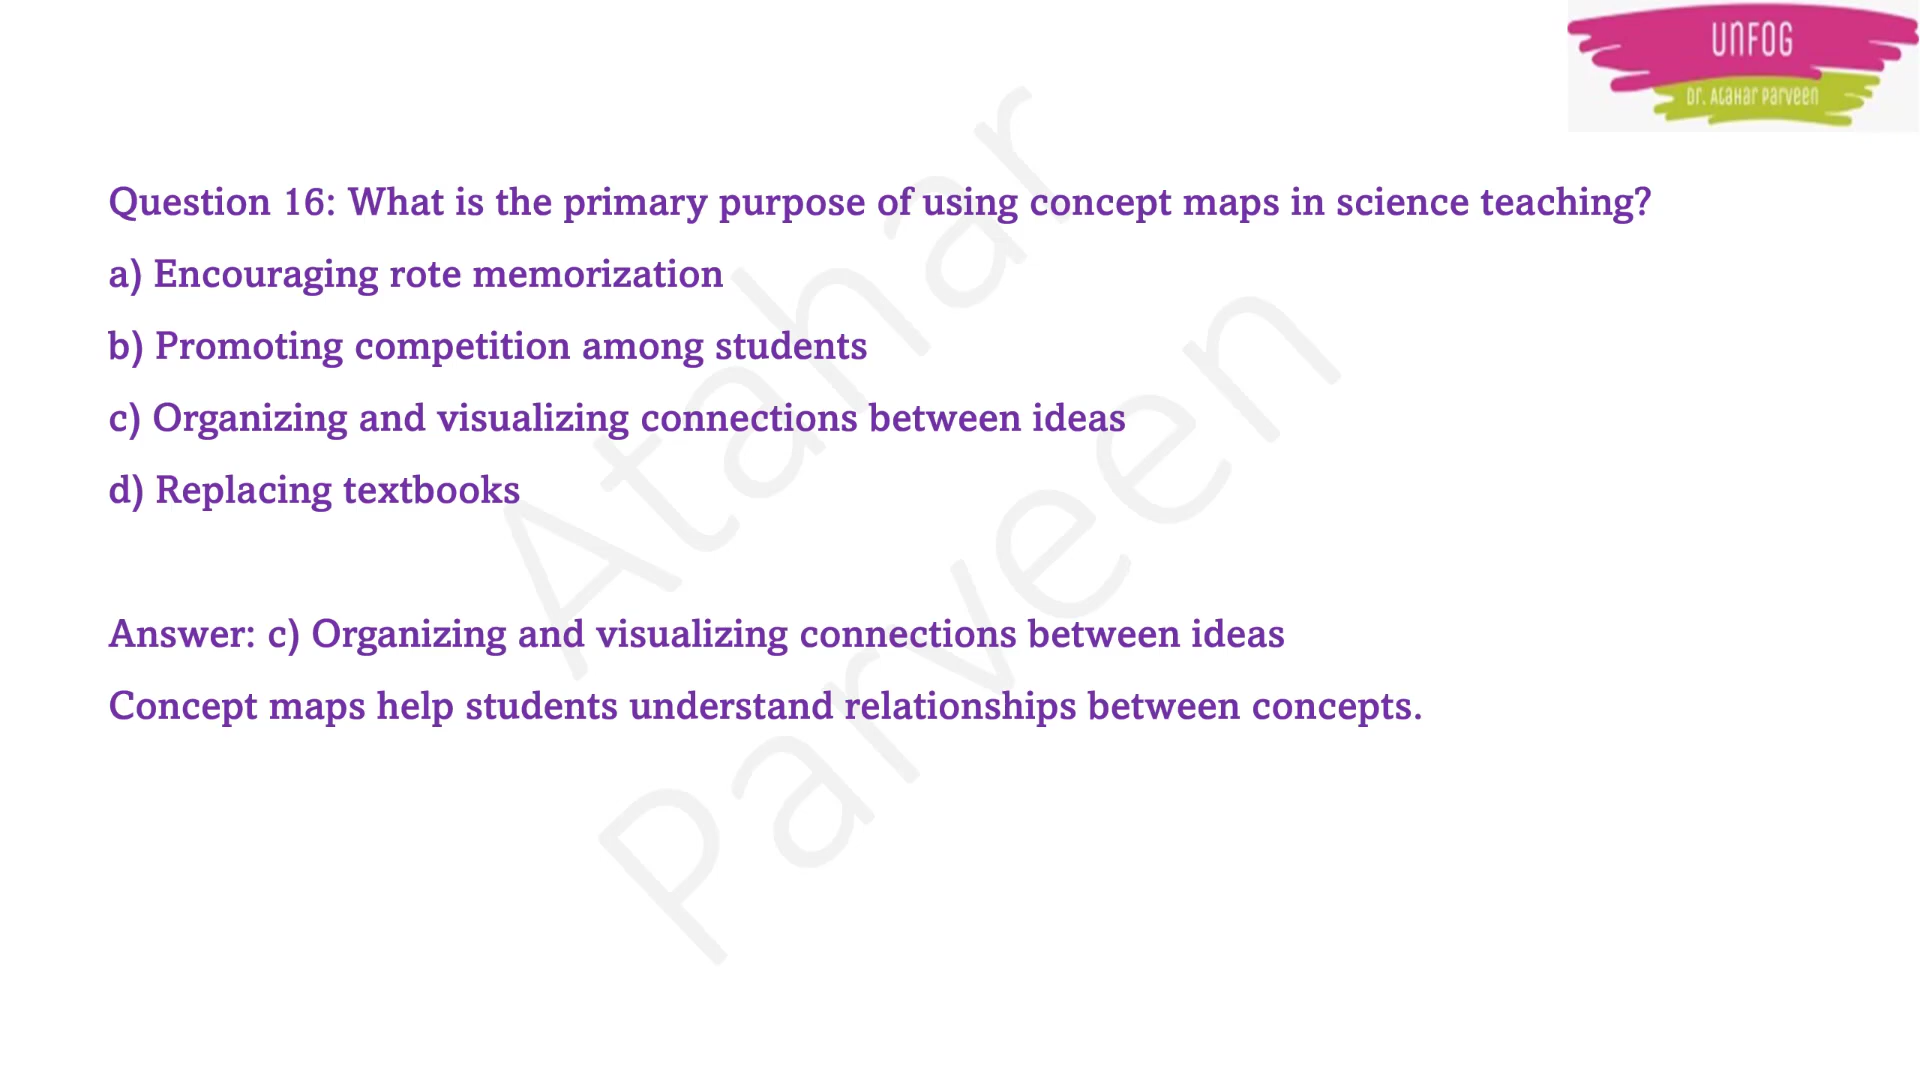 UNFOG
Dr. Atahar Parveen
Question 16: What is the primary purpose of using concept maps in science teaching?
a) Encouraging rote memorization
b) Promoting competition among students
c) Organizing and visualizing connections between ideas
d) Replacing textbooks
Answer: c) Organizing and visualizing connections between ideas
Concept maps help students understand relationships between concepts.
Atahar
Parveen